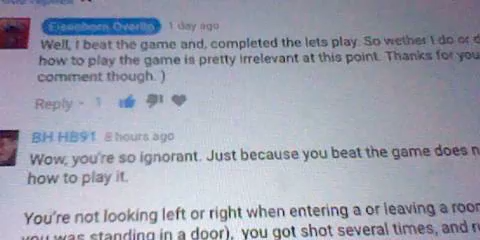 Eisenhorn Overlip 1 day ago
Well, I beat the game and, completed the lets play. So wether I do or d
how to play the game is pretty irrelevant at this point. Thanks for you
comment though. )
Reply · 1
BH HB91 8 hours ago
Wow, you're so ignorant. Just because you beat the game does n
how to play it.
You're not looking left or right when entering a or leaving a roor
you was standing in a door), you got shot several times, and r